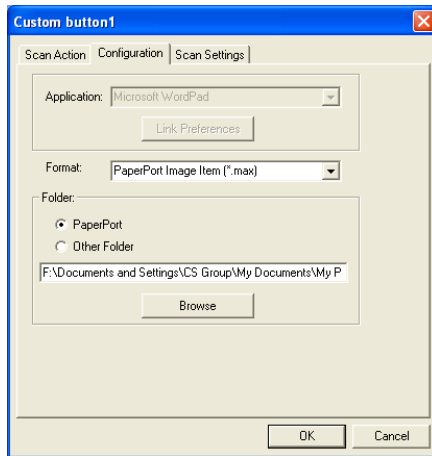 Custom button1
Scan Action Configuration Scan Settings
Application: Microsoft WordPad
Link Preferences
Format: PaperPort Image Item (*.max)
Folder:
PaperPort
Other Folder
F:\Documents and Settings\CS Group\My Documents\My P
Browse
OK Cancel